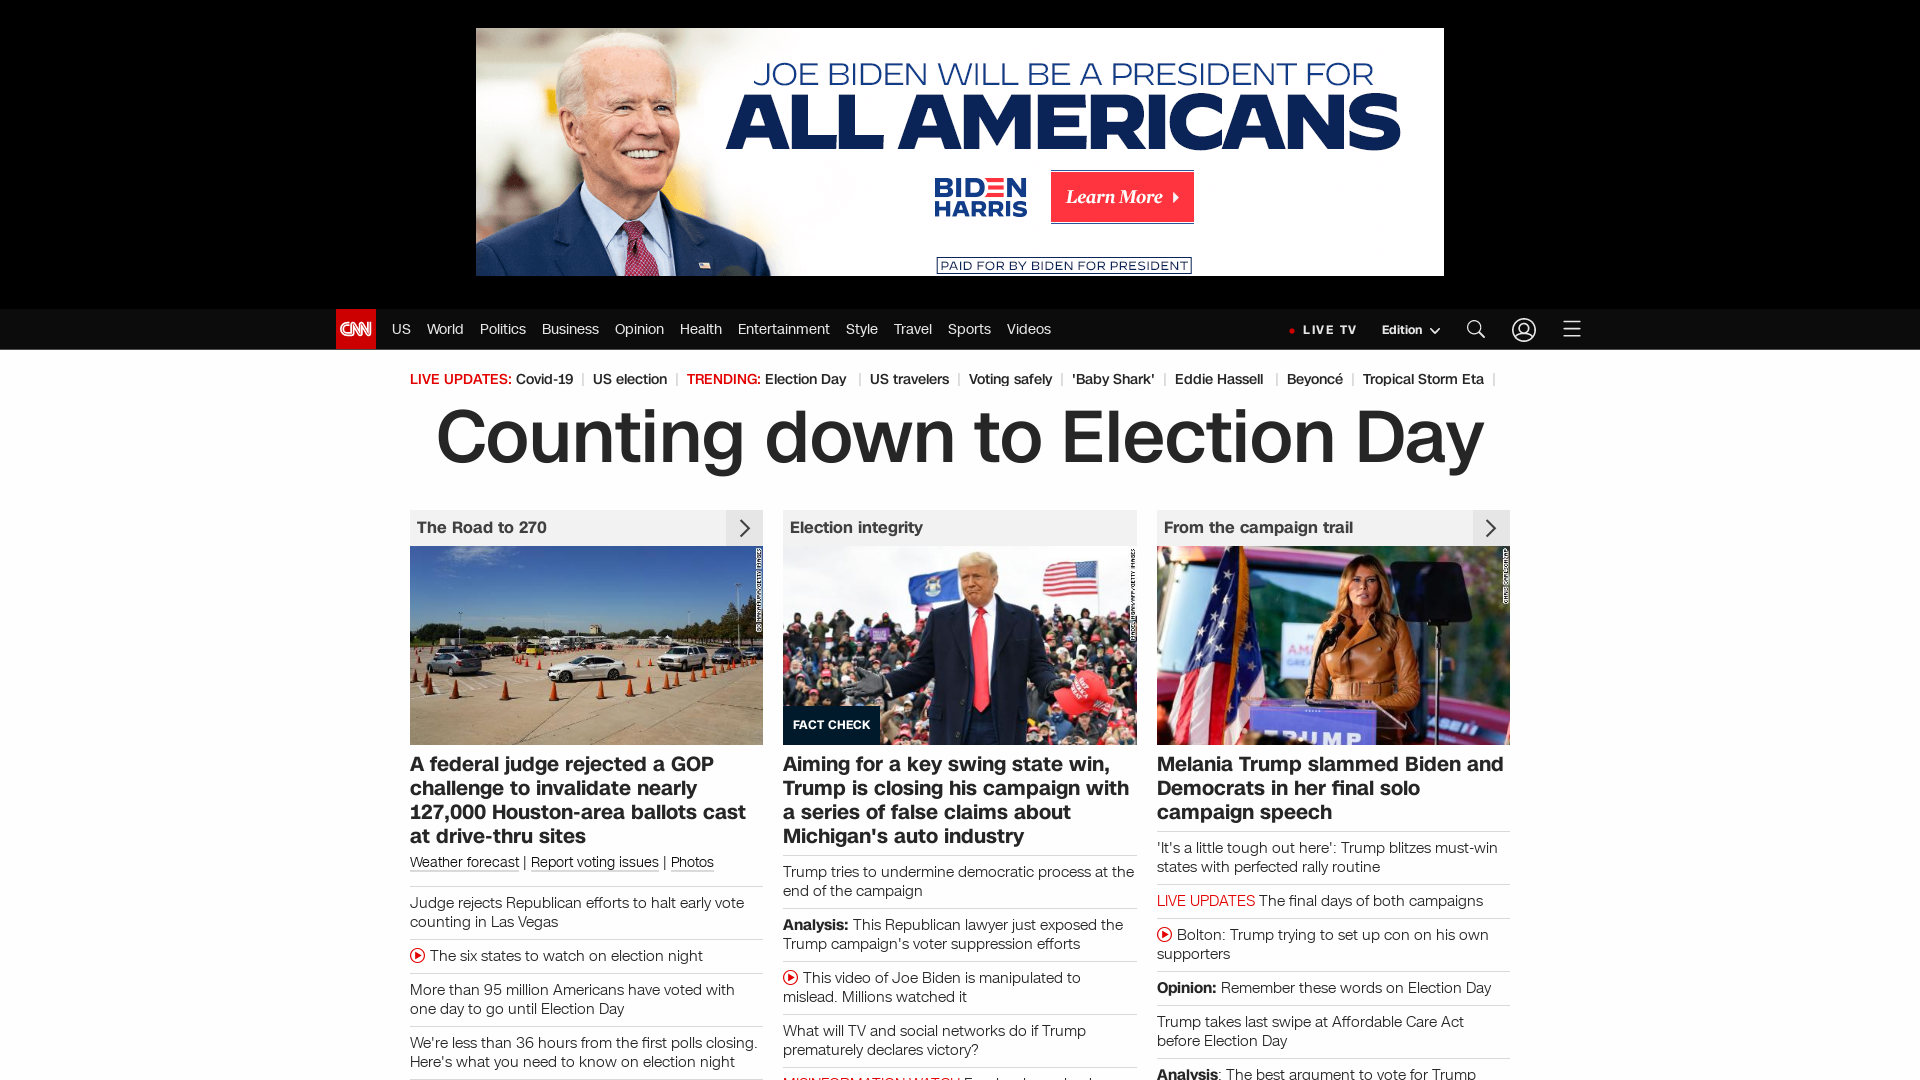 JOE BIDEN WILL BE A PRESIDENT FOR
ALL AMERICANS
BIDEN
HARRIS
Learn More
PAID FOR BY BIDEN FOR PRESIDENT
CNN US World Politics Business Opinion Health Entertainment Style Travel Sports Videos LIVE TV Edition
LIVE UPDATES: Covid-19 | US election | TRENDING: Election Day | US travelers | Voting safely | 'Baby Shark' | Eddie Hassell | Beyoncé | Tropical Storm Eta |
Counting down to Election Day
The Road to 270
A federal judge rejected a GOP
challenge to invalidate nearly
127,000 Houston-area ballots cast
at drive-thru sites
Weather forecast | Report voting issues | Photos
Judge rejects Republican efforts to halt early vote
counting in Las Vegas
The six states to watch on election night
More than 95 million Americans have voted with
one day to go until Election Day
We're less than 36 hours from the first polls closing.
Here's what you need to know on election night
Election integrity
FACT CHECK
Aiming for a key swing state win,
Trump is closing his campaign with
a series of false claims about
Michigan's auto industry
Trump tries to undermine democratic process at the
end of the campaign
Analysis: This Republican lawyer just exposed the
Trump campaign's voter suppression efforts
This video of Joe Biden is manipulated to
mislead. Millions watched it
What will TV and social networks do if Trump
prematurely declares victory?
From the campaign trail
TRUMP
Melania Trump slammed Biden and
Democrats in her final solo
campaign speech
'It's a little tough out here': Trump blitzes must-win
states with perfected rally routine
LIVE UPDATES The final days of both campaigns
Bolton: Trump trying to set up con on his own
supporters
Opinion: Remember these words on Election Day
Trump takes last swipe at Affordable Care Act
before Election Day
Analysis: The best argument to vote for Trump